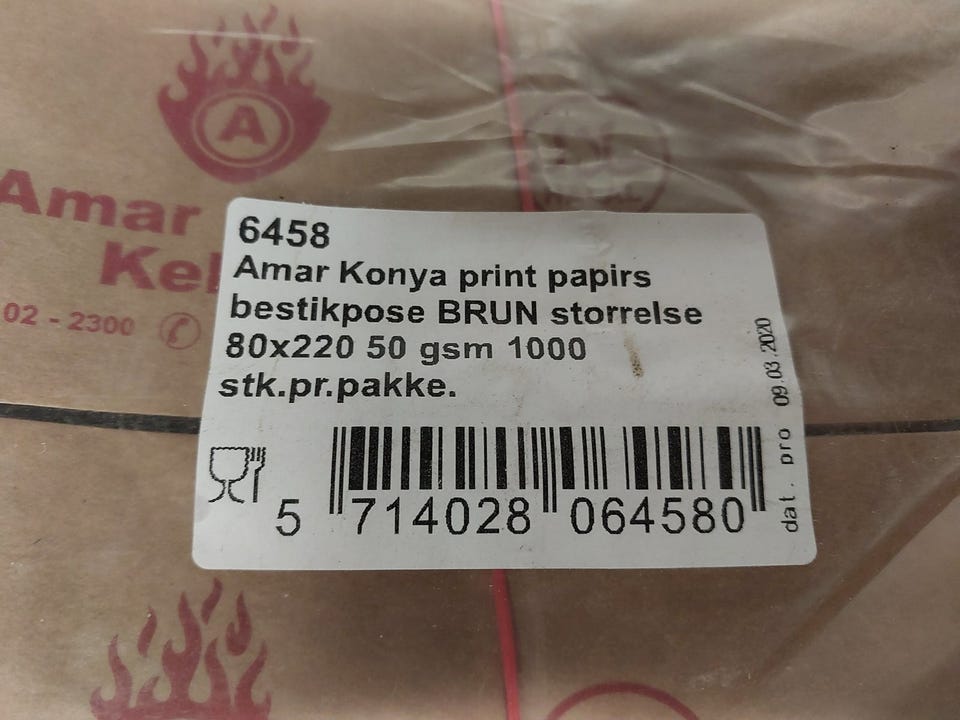 A
Amar
Ke
02 - 2300
6458
Amar Konya print papirs
bestikpose BRUN storrelse
80x220 50 gsm 1000
stk.pr.pakke.
5 714028 064580
dat. pro 09.03.2020